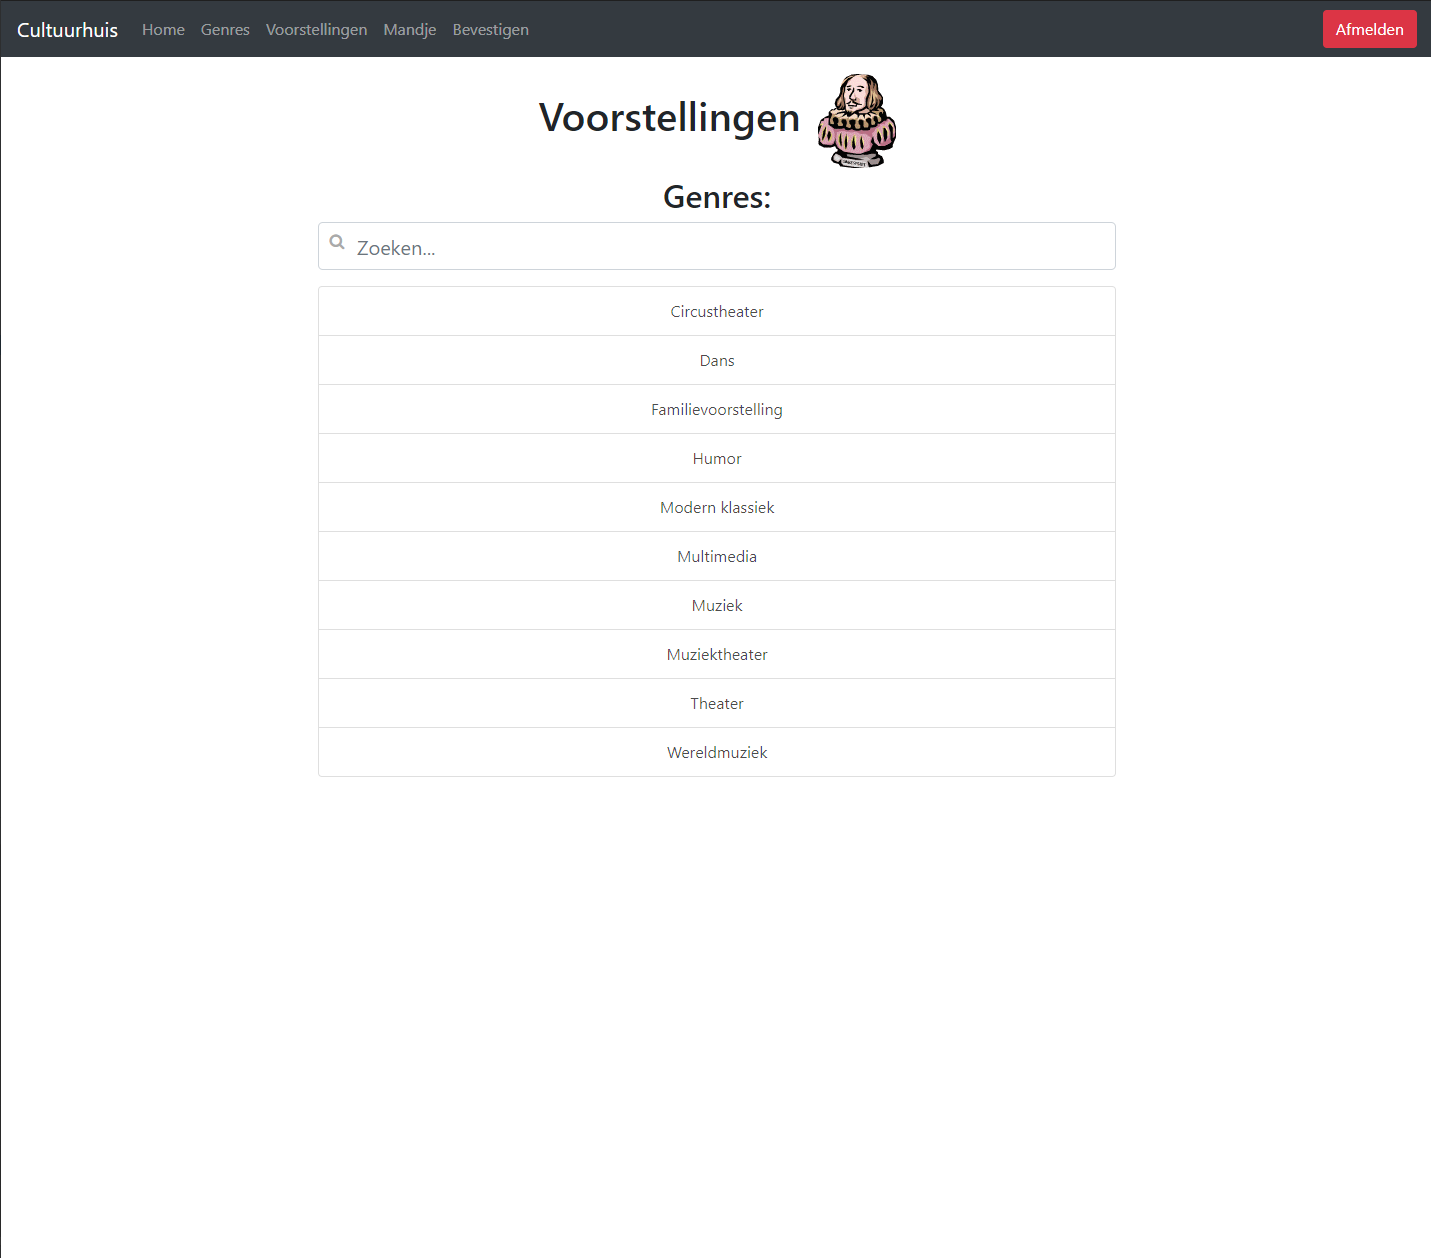 Cultuurhuis Home Genres Voorstellingen Mandje Bevestigen Afmelden
Voorstellingen
Genres:
Zoeken...
Circustheater
Dans
Familievoorstelling
Humor
Modern klassiek
Multimedia
Muziek
Muziektheater
Theater
Wereldmuziek